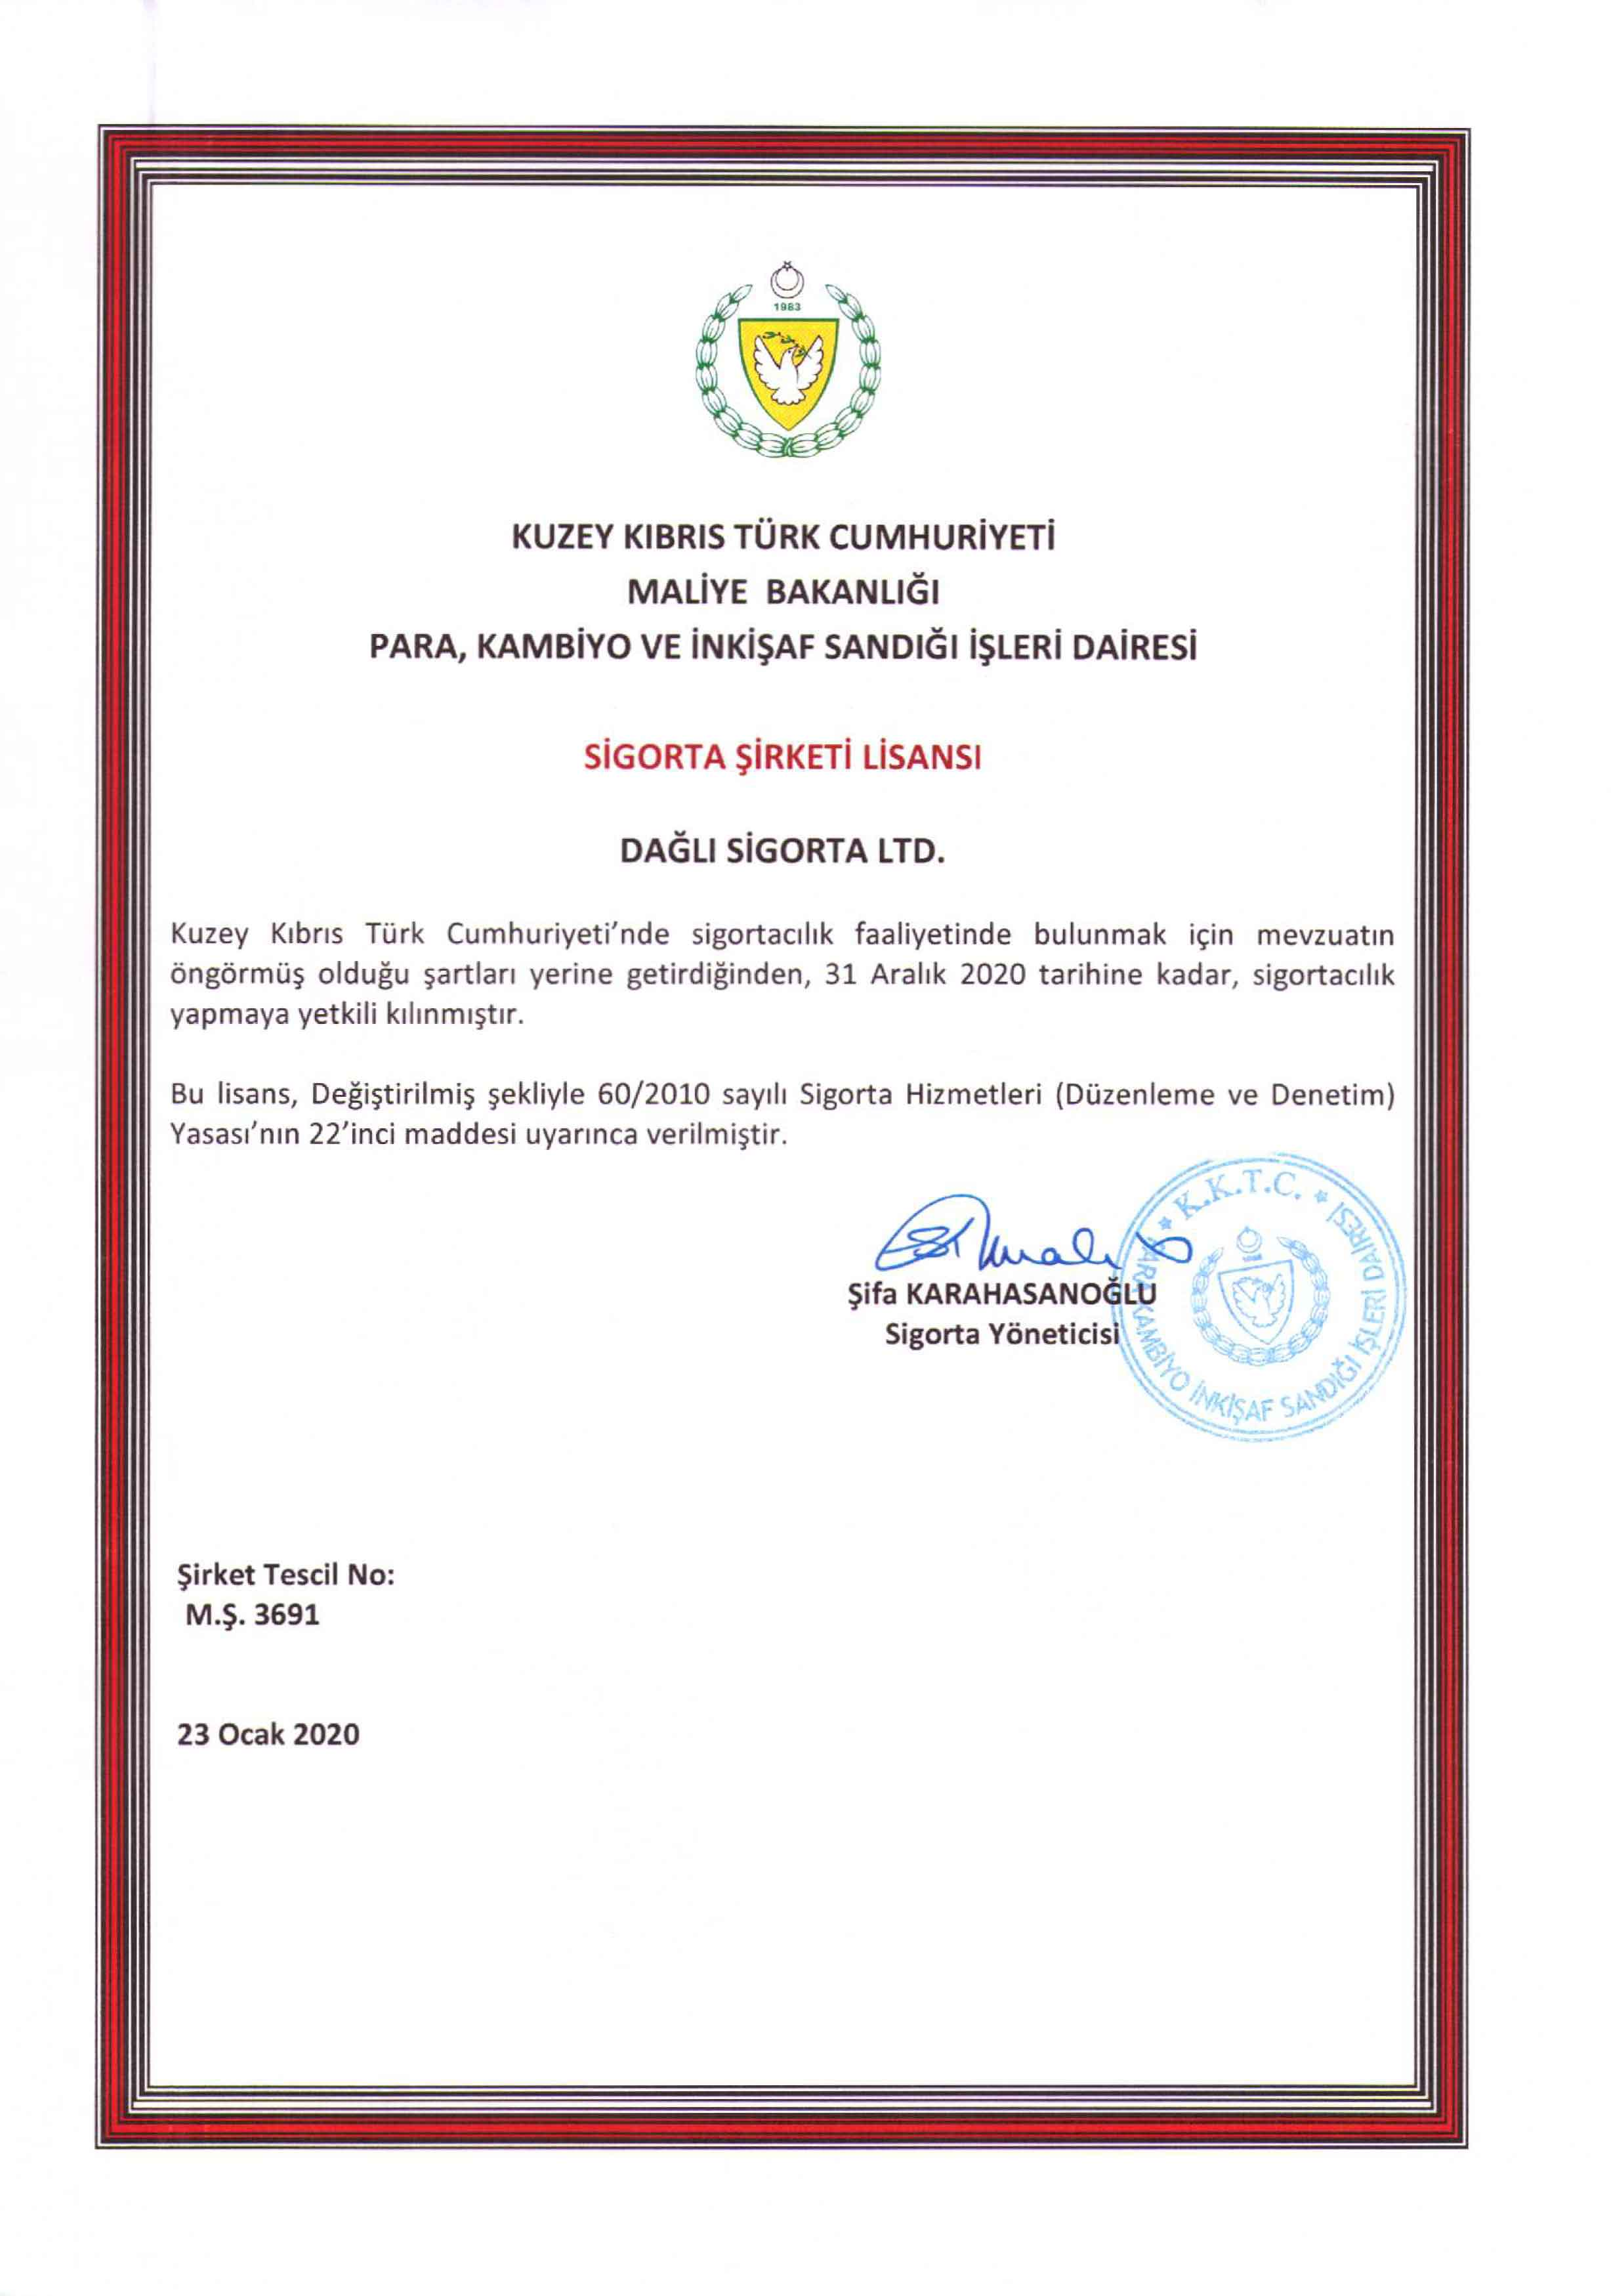 1983
KUZEY KIBRIS TÜRK CUMHURİYETİ
MALİYE BAKANLIĞI
PARA, KAMBİYO VE İNKİŞAF SANDIĞI İŞLERİ DAİRESİ
SİGORTA ŞİRKETİ LİSANSI
DAĞLI SİGORTA LTD.
Kuzey Kıbrıs Türk Cumhuriyeti’nde sigortacılık faaliyetinde bulunmak için mevzuatın
öngörmüş olduğu şartları yerine getirdiğinden, 31 Aralık 2020 tarihine kadar, sigortacılık
yapmaya yetkili kılınmıştır.
Bu lisans, Değiştirilmiş şekliyle 60/2010 sayılı Sigorta Hizmetleri (Düzenleme ve Denetim)
Yasası’nın 22’inci maddesi uyarınca verilmiştir.
Şifa KARAHASANOĞLU
Sigorta Yöneticisi
K.K.T.C.
PARA KAMBİYO İNKİŞAF SANDIĞI İŞLERİ DAİRESİ
Şirket Tescil No:
M.Ş. 3691
23 Ocak 2020